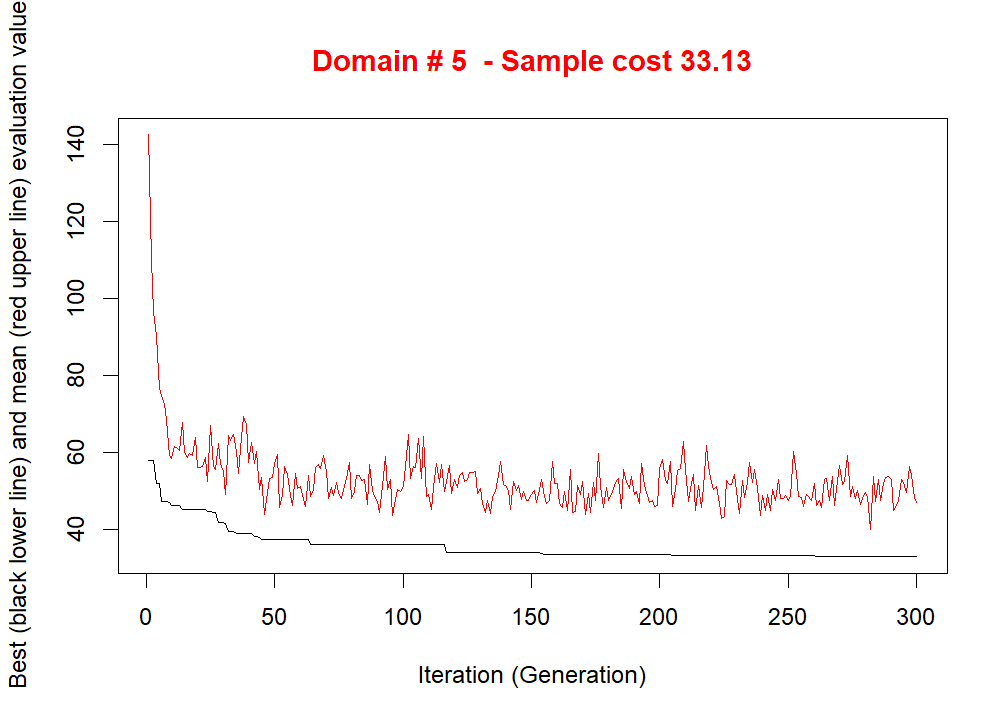 Domain # 5  - Sample cost 33.13
Best (black lower line) and mean (red upper line) evaluation value
140
120
100
80
60
40
0 50 100 150 200 250 300
Iteration (Generation)